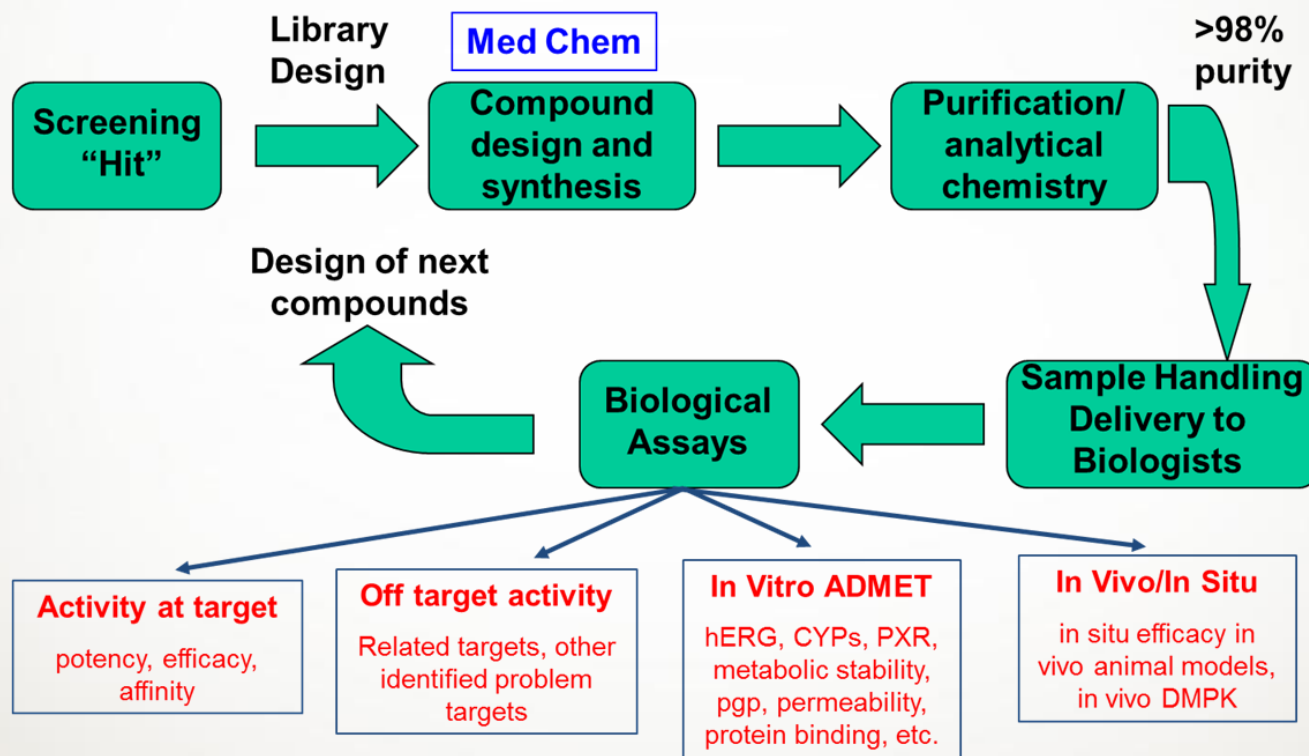 Library
Design
Med Chem
>98%
purity
Screening
“Hit”
Compound
design and
synthesis
Purification/
analytical
chemistry
Design of next
compounds
Biological
Assays
Sample Handling
Delivery to
Biologists
Activity at target
potency, efficacy,
affinity
Off target activity
Related targets, other
identified problem
targets
In Vitro ADMET
hERG, CYPs, PXR,
metabolic stability,
pgp, permeability,
protein binding, etc.
In Vivo/In Situ
in situ efficacy in
vivo animal models,
in vivo DMPK